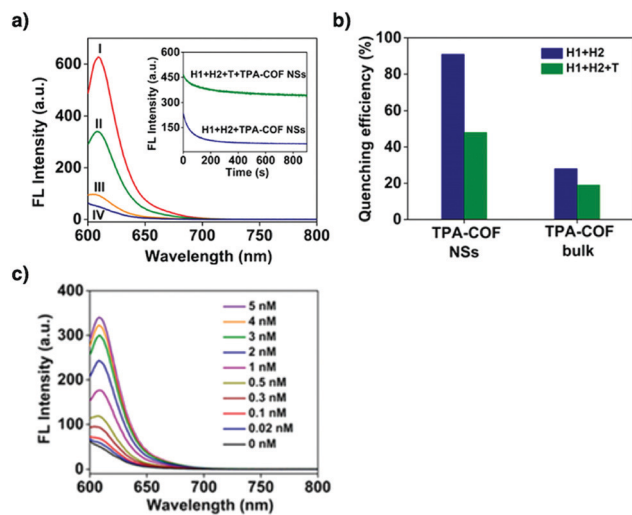 a)
FL Intensity (a.u.)
600
400
200
0
I
II
III
IV
FL Intensity (a.u.)
600
450
300
150
H1+H2+T+TPA-COF NSs
H1+H2+TPA-COF NSs
0 200 400 600 800
Time (s)
600 650 700 750 800
Wavelength (nm)
b)
Quenching efficiency (%)
100
80
60
40
20
0
H1+H2
H1+H2+T
TPA-COF
NSs
TPA-COF
bulk
c)
FL Intensity (a.u.)
400
300
200
100
0
5 nM
4 nM
3 nM
2 nM
1 nM
0.5 nM
0.3 nM
0.1 nM
0.02 nM
0 nM
600 650 700 750 800
Wavelength (nm)